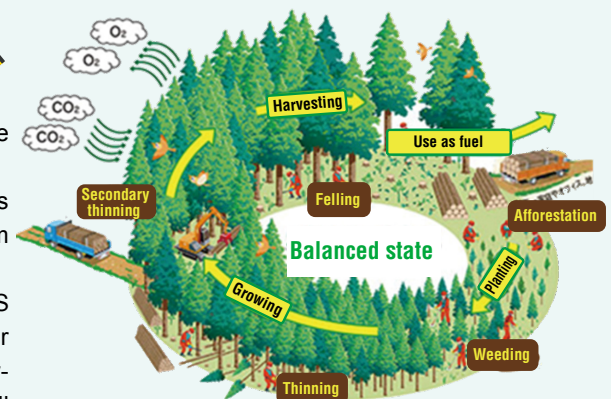 O₂
O₂
CO₂
CO₂
Harvesting
Use as fuel
Secondary
thinning
Felling
Afforestation
Balanced state
Planting
Growing
Weeding
Thinning